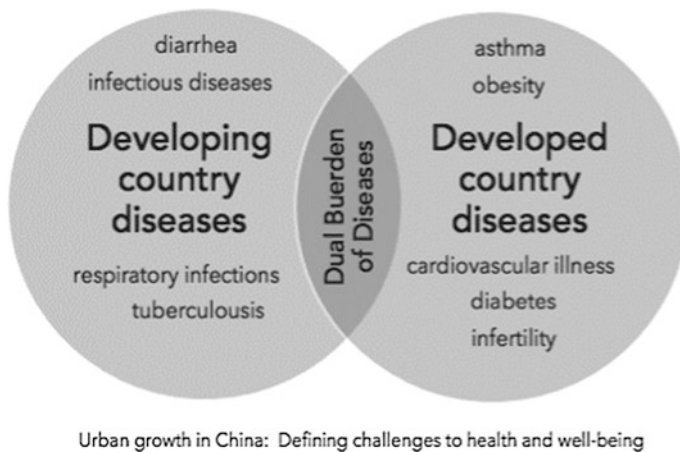 diarrhea
infectious diseases
Developing
country
diseases
respiratory infections
tuberculousis
Dual Buerden
of Diseases
asthma
obesity
Developed
country
diseases
cardiovascular illness
diabetes
infertility
Urban growth in China: Defining challenges to health and well-being